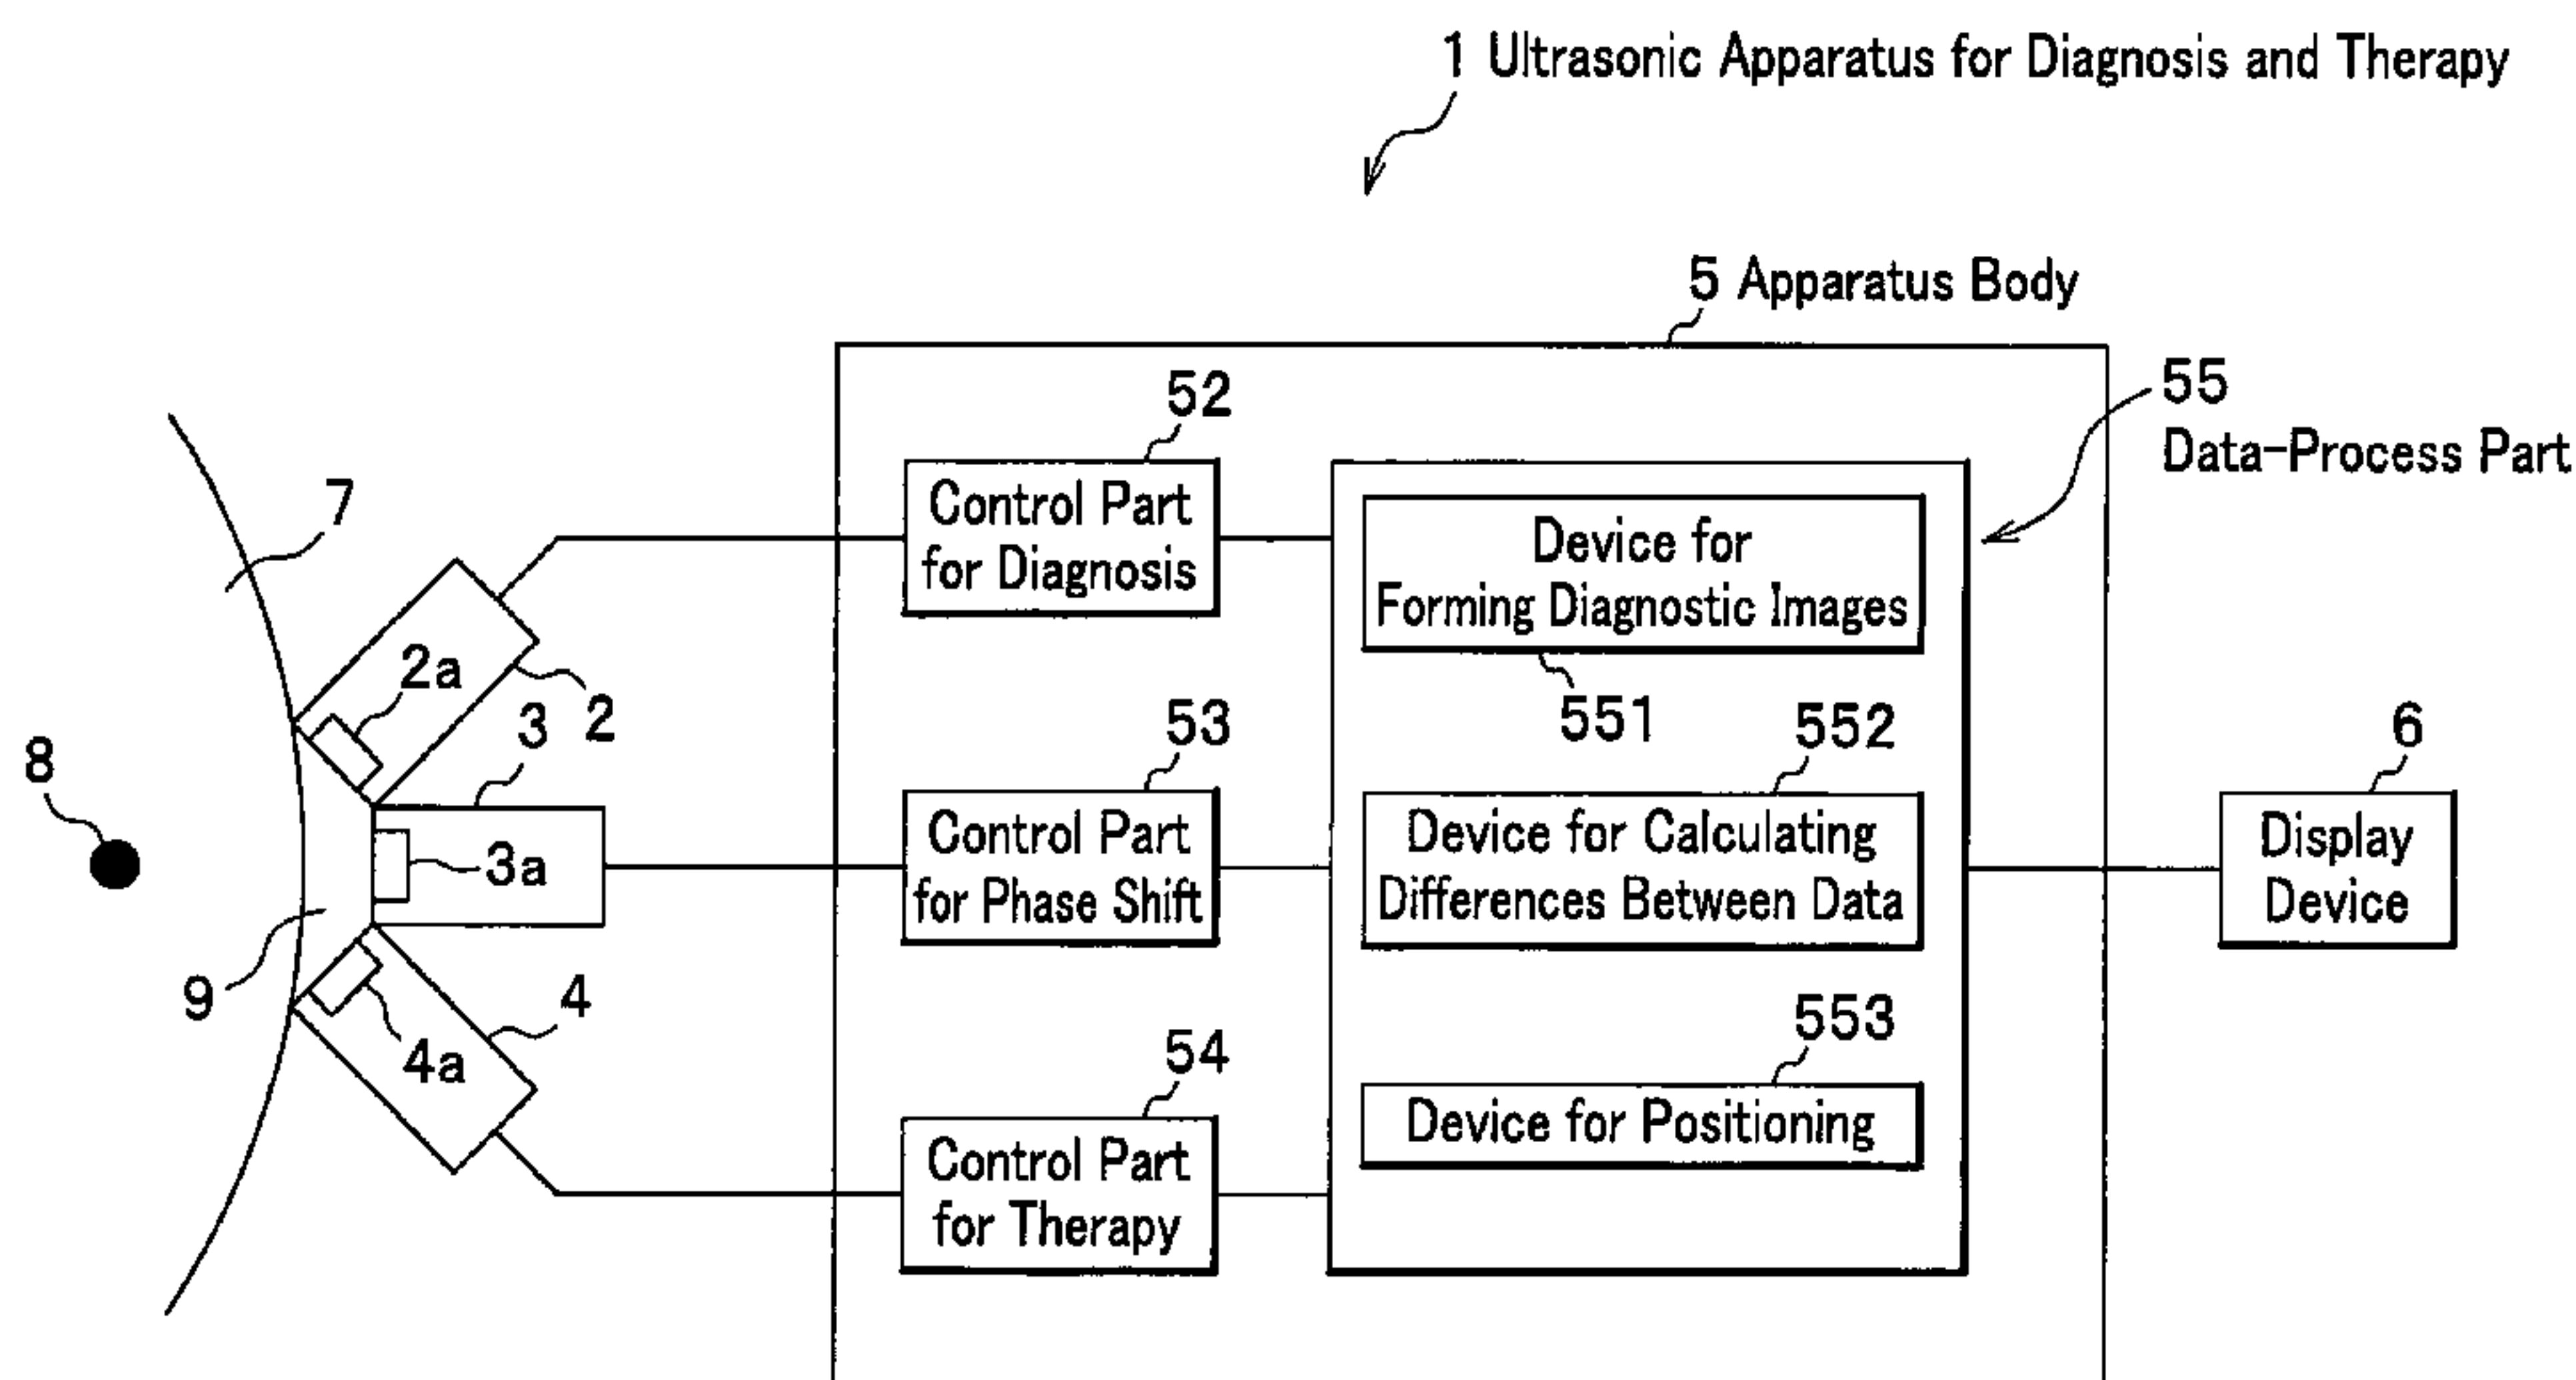 1 Ultrasonic Apparatus for Diagnosis and Therapy
5 Apparatus Body
55
Data-Process Part
52
Control Part
for Diagnosis
Device for
Forming Diagnostic Images
551
7
2a
2
3
53
Control Part
for Phase Shift
552
Device for Calculating
Differences Between Data
6
Display
Device
8
3a
9
4
4a
54
Control Part
for Therapy
553
Device for Positioning